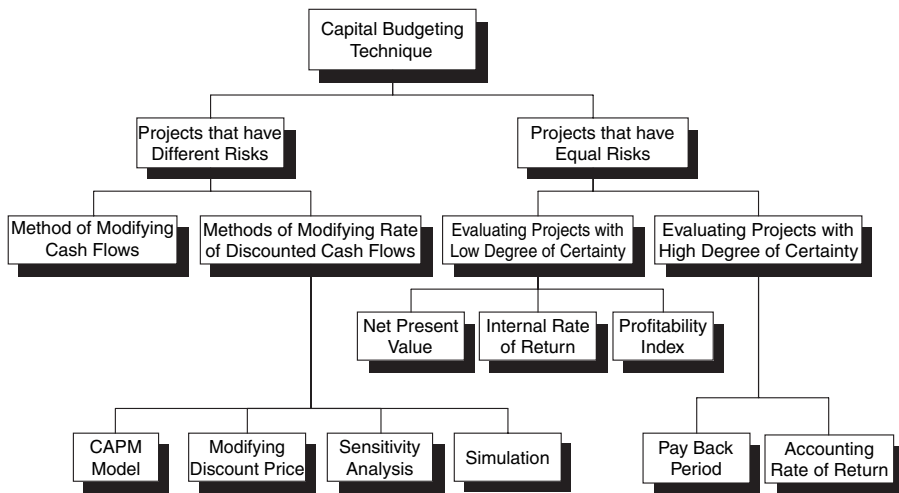 Capital Budgeting
Technique
Projects that have
Different Risks
Projects that have
Equal Risks
Method of Modifying
Cash Flows
Methods of Modifying Rate
of Discounted Cash Flows
Evaluating Projects with
Low Degree of Certainty
Evaluating Projects with
High Degree of Certainty
Net Present
Value
Internal Rate
of Return
Profitability
Index
CAPM
Model
Modifying
Discount Price
Sensitivity
Analysis
Simulation
Pay Back
Period
Accounting
Rate of Return